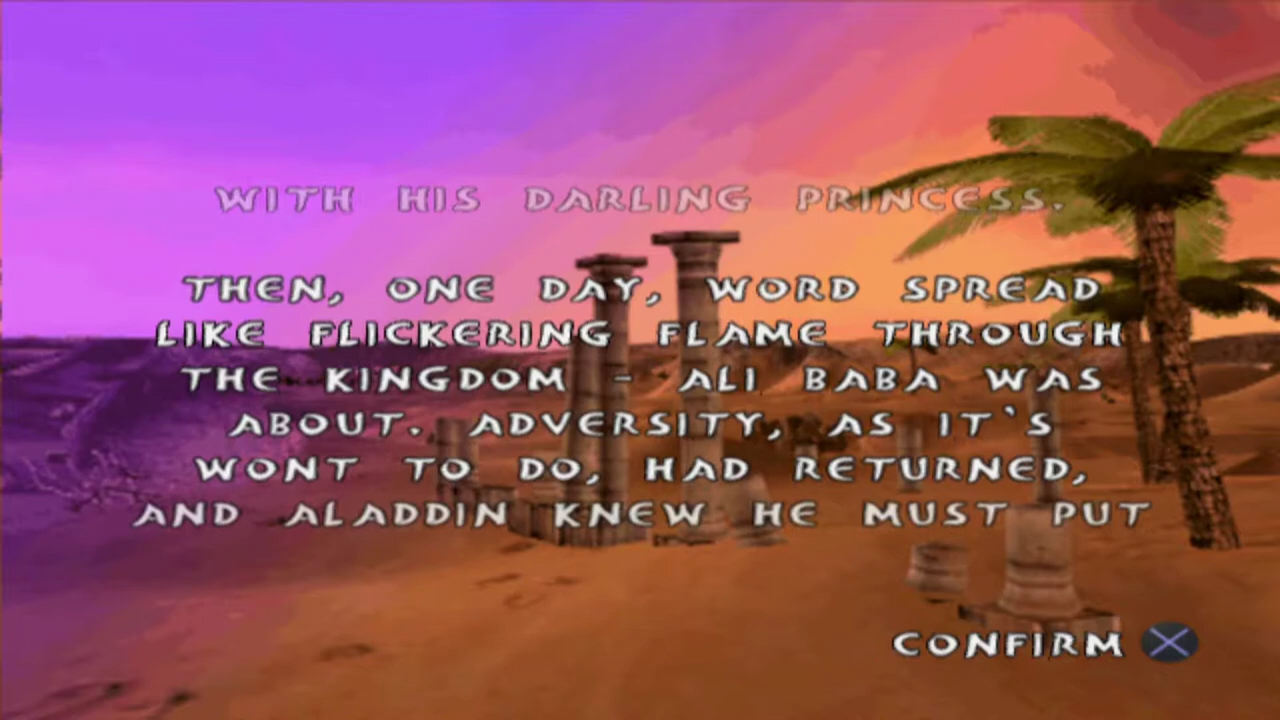 WITH HIS DARLING PRINCESS.
THEN, ONE DAY, WORD SPREAD
LIKE FLICKERING FLAME THROUGH
THE KINGDOM - ALI BABA WAS
ABOUT. ADVERSITY, AS IT`S
WONT TO DO, HAD RETURNED,
AND ALADDIN KNEW HE MUST PUT
CONFIRM